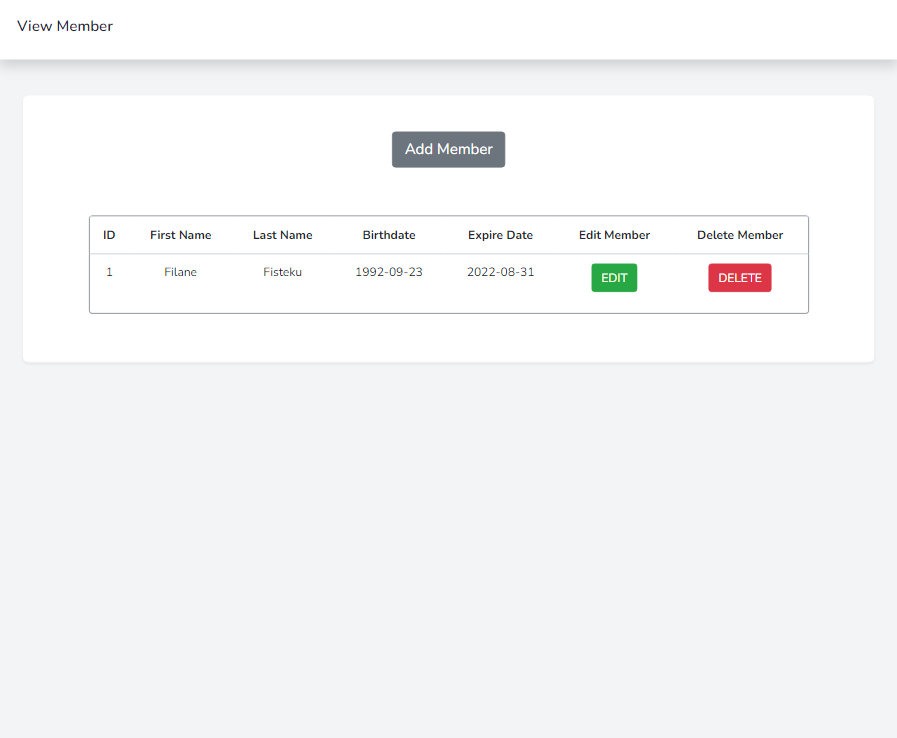 View Member
Add Member
ID First Name Last Name Birthdate Expire Date Edit Member Delete Member
1 Filane Fisteku 1992-09-23 2022-08-31 EDIT DELETE